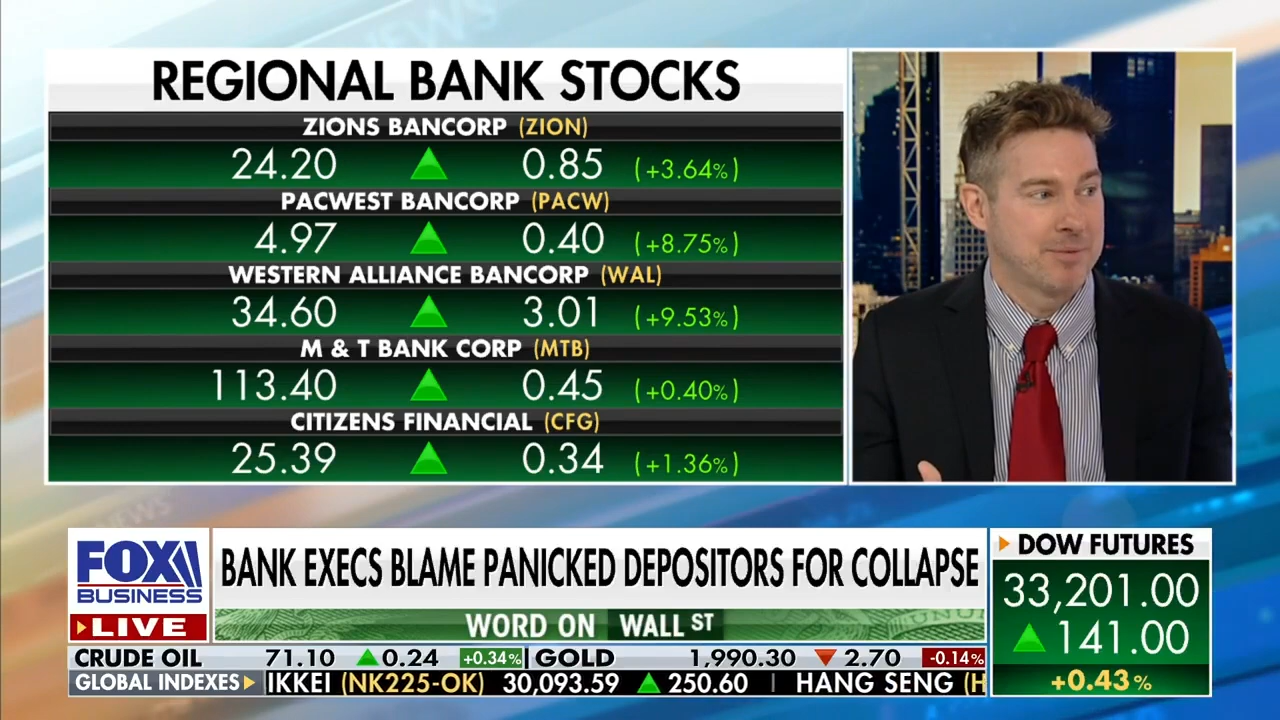 REGIONAL BANK STOCKS
ZIONS BANCORP (ZION)
24.20 ▲ 0.85 (+3.64%)
PACWEST BANCORP (PACW)
4.97 ▲ 0.40 (+8.75%)
WESTERN ALLIANCE BANCORP (WAL)
34.60 ▲ 3.01 (+9.53%)
M & T BANK CORP (MTB)
113.40 ▲ 0.45 (+0.40%)
CITIZENS FINANCIAL (CFG)
25.39 ▲ 0.34 (+1.36%)
FOX
BUSINESS
LIVE
BANK EXECS BLAME PANICKED DEPOSITORS FOR COLLAPSE
WORD ON WALL ST
DOW FUTURES
33,201.00
▲ 141.00
+0.43%
CRUDE OIL 71.10 ▲ 0.24 +0.34% GOLD 1,990.30 ▼ 2.70 -0.14%
GLOBAL INDEXES IKKEI (NK225-OK) 30,093.59 ▲ 250.60 | HANG SENG (H